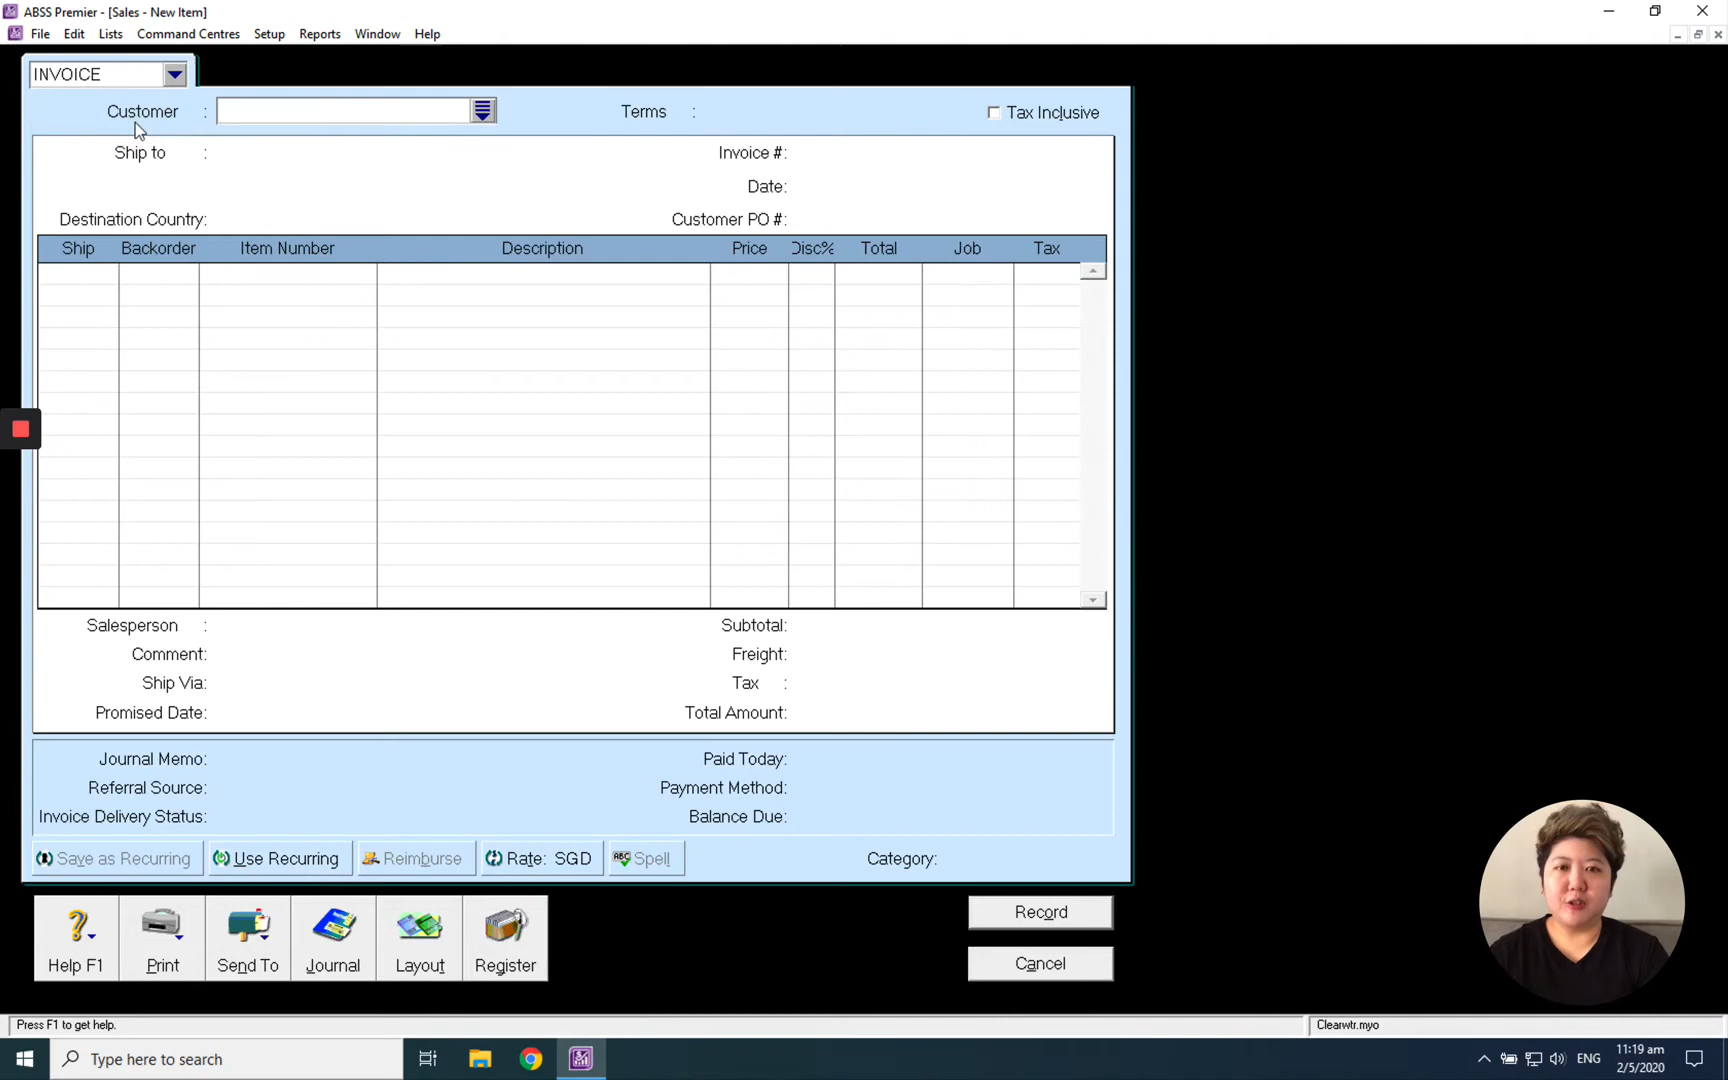 ABSS Premier - [Sales - New Item]
File Edit Lists Command Centres Setup Reports Window Help
INVOICE
Customer :
Terms :
Tax Inclusive
Ship to :
Invoice #:
Date:
Destination Country:
Customer PO #:
Ship Backorder Item Number Description Price Disc% Total Job Tax
Salesperson :
Subtotal:
Comment:
Freight:
Ship Via:
Tax :
Promised Date:
Total Amount:
Journal Memo:
Paid Today:
Referral Source:
Payment Method:
Invoice Delivery Status:
Balance Due:
Save as Recurring
Use Recurring
Reimburse
Rate: SGD
ABC Spell
Category:
Help F1
Print
Send To
Journal
Layout
Register
Record
Cancel
Press F1 to get help.
Clearwtr.myo
Type here to search
ENG
11:19 am
2/5/2020